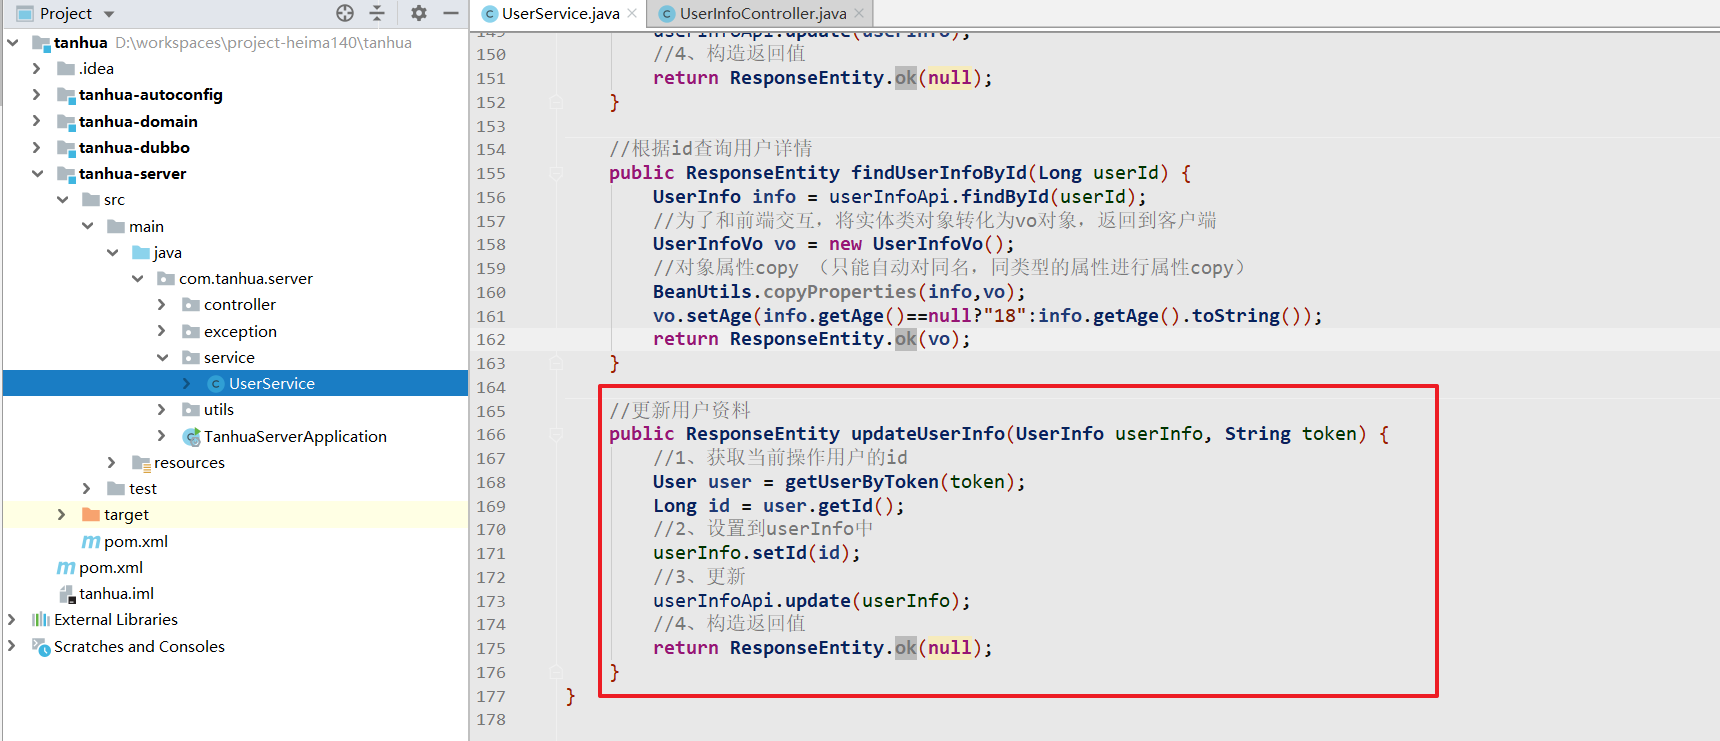 Project
tanhua D:\workspaces\project-heima140\tanhua
.idea
tanhua-autoconfig
tanhua-domain
tanhua-dubbo
tanhua-server
src
main
java
com.tanhua.server
controller
exception
service
UserService
utils
TanhuaServerApplication
resources
test
target
pom.xml
pom.xml
tanhua.iml
External Libraries
Scratches and Consoles
UserService.java UserInfoController.java
149 userInfoApi.update(userInfo);
150 //4、构造返回值
151 return ResponseEntity.ok(null);
152 }
153
154 //根据id查询用户详情
155 public ResponseEntity findUserInfoById(Long userId) {
156 UserInfo info = userInfoApi.findById(userId);
157 //为了和前端交互，将实体类对象转化为vo对象，返回到客户端
158 UserInfoVo vo = new UserInfoVo();
159 //对象属性copy （只能自动对同名，同类型的属性进行属性copy）
160 BeanUtils.copyProperties(info,vo);
161 vo.setAge(info.getAge()==null?"18":info.getAge().toString());
162 return ResponseEntity.ok(vo);
163 }
164
165 //更新用户资料
166 public ResponseEntity updateUserInfo(UserInfo userInfo, String token) {
167 //1、获取当前操作用户的id
168 User user = getUserByToken(token);
169 Long id = user.getId();
170 //2、设置到userInfo中
171 userInfo.setId(id);
172 //3、更新
173 userInfoApi.update(userInfo);
174 //4、构造返回值
175 return ResponseEntity.ok(null);
176 }
177 }
178